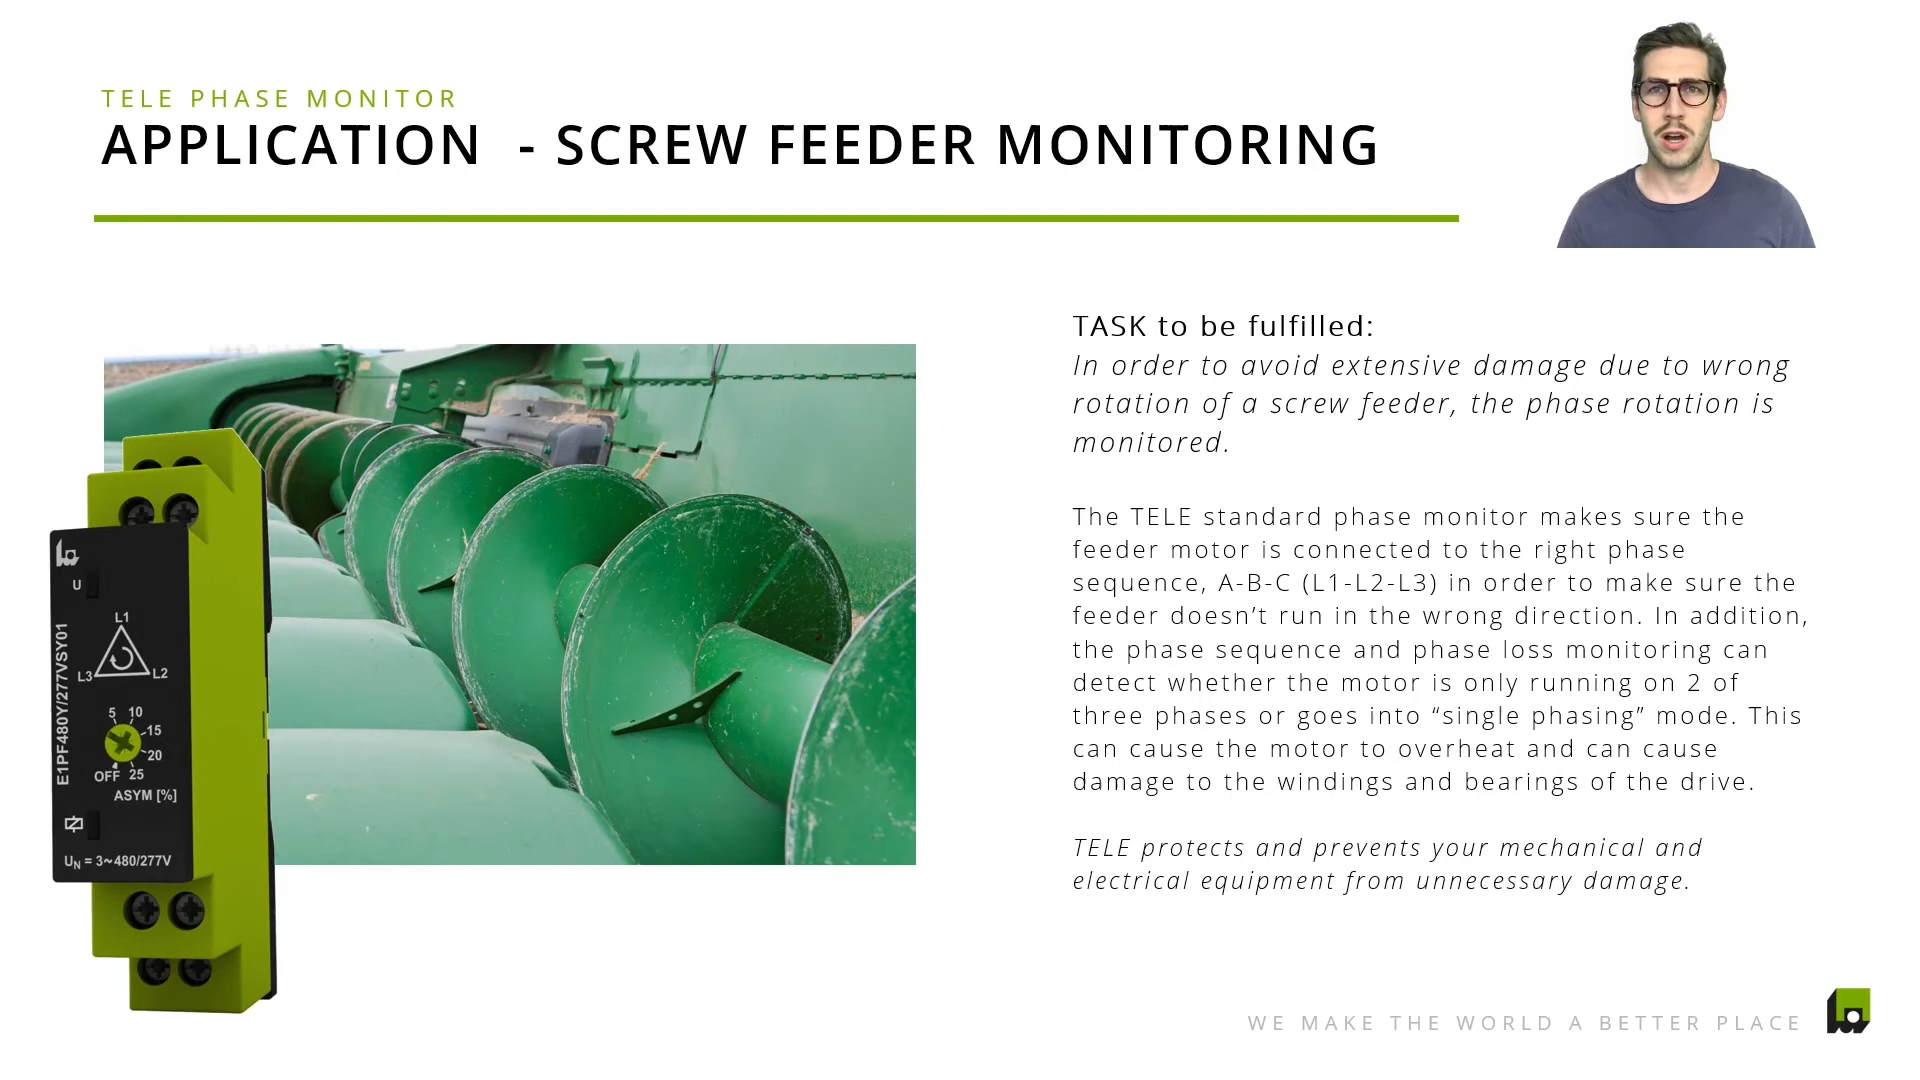 TELE PHASE MONITOR
APPLICATION - SCREW FEEDER MONITORING
TASK to be fulfilled:
In order to avoid extensive damage due to wrong
rotation of a screw feeder, the phase rotation is
monitored.
The TELE standard phase monitor makes sure the
feeder motor is connected to the right phase
sequence, A-B-C (L1-L2-L3) in order to make sure the
feeder doesn’t run in the wrong direction. In addition,
the phase sequence and phase loss monitoring can
detect whether the motor is only running on 2 of
three phases or goes into “single phasing” mode. This
can cause the motor to overheat and can cause
damage to the windings and bearings of the drive.
TELE protects and prevents your mechanical and
electrical equipment from unnecessary damage.
U
L1
L3 L2
E1PF480Y/277VSY01
5 10
15
20
OFF 25
ASYM [%]
UN = 3~480/277V
WE MAKE THE WORLD A BETTER PLACE